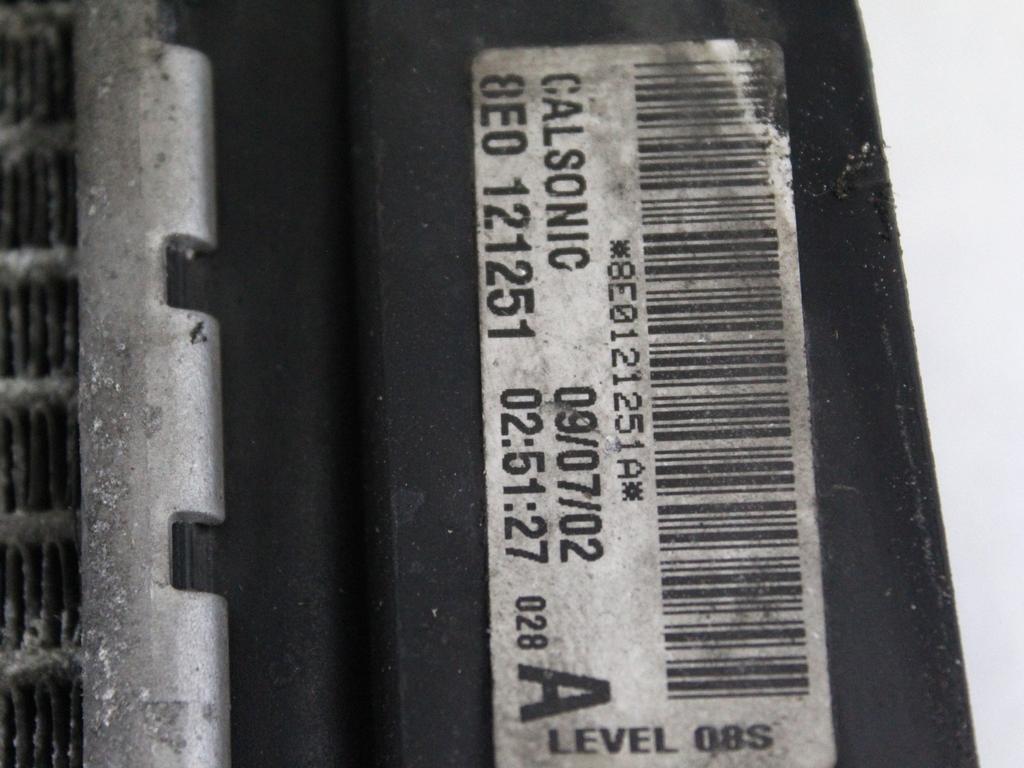 *8E0121251A*
CALSONIC 09/07/02
8E0 121251 02:51:27 028 A
LEVEL 08S